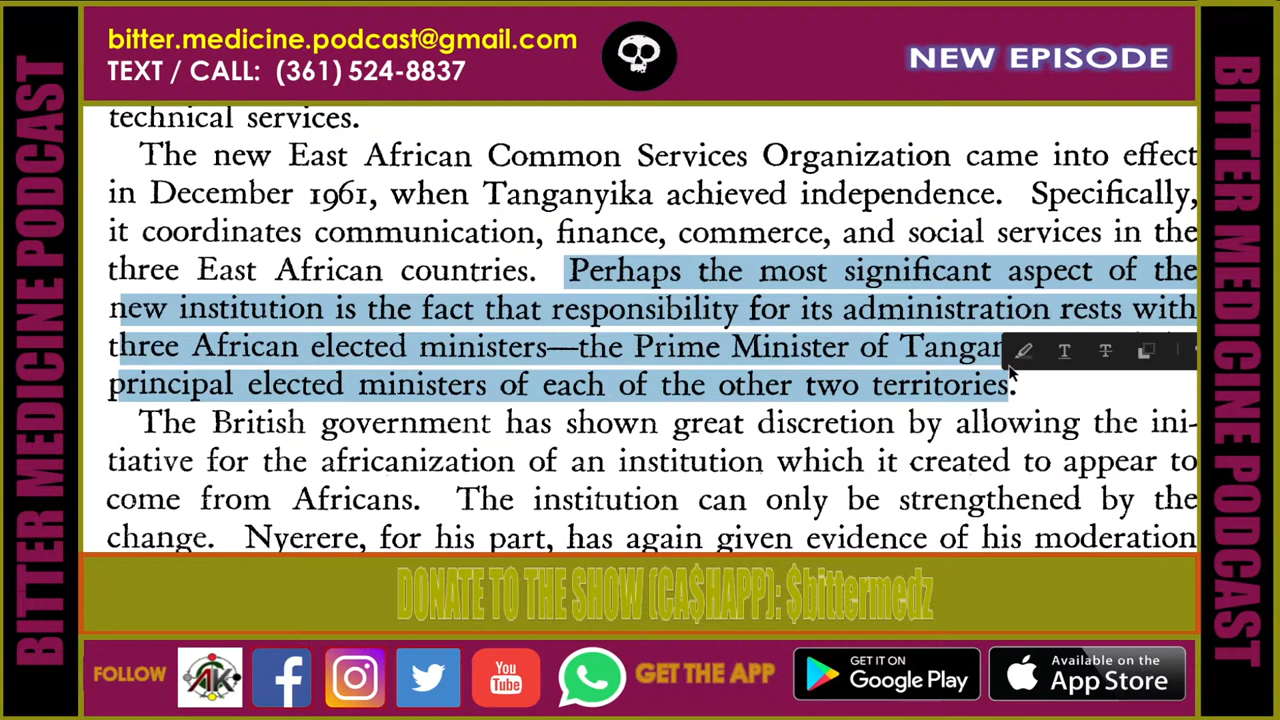 bitter.medicine.podcast@gmail.com
TEXT / CALL: (361) 524-8837
NEW EPISODE
BITTER MEDICINE PODCAST
technical services.
The new East African Common Services Organization came into effect
in December 1961, when Tanganyika achieved independence. Specifically,
it coordinates communication, finance, commerce, and social services in the
three East African countries. Perhaps the most significant aspect of the
new institution is the fact that responsibility for its administration rests with
three African elected ministers—the Prime Minister of
principal elected ministers of each of the other two territories.
The British government has shown great discretion by allowing the ini-
tiative for the africanization of an institution which it created to appear to
come from Africans. The institution can only be strengthened by the
change. Nyerere, for his part, has again given evidence of his moderation
BITTER MEDICINE PODCAST
DONATE TO THE SHOW (CA$HAPP): $bittermedz
FOLLOW
You
Tube
GET THE APP
GET IT ON
Google Play
Available on the
App Store